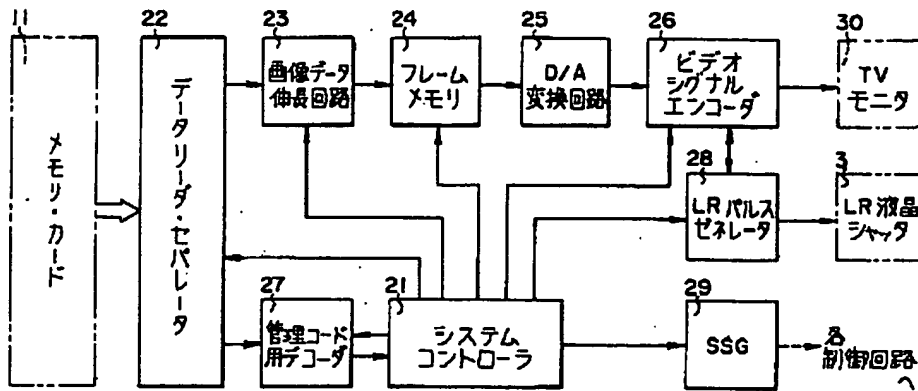 11
22
23
24
25
26
30
メモリ・カード
データリーダ・セパレータ
画像データ
伸長回路
フレーム
メモリ
D/A
変換回路
ビデオ
シグナル
エンコーダ
TV
モニタ
28
3
LRパルス
ゼネレータ
LR液晶
シャッタ
27
21
29
管理コード
用デコーダ
システム
コントローラ
SSG
各
制御回路
へ